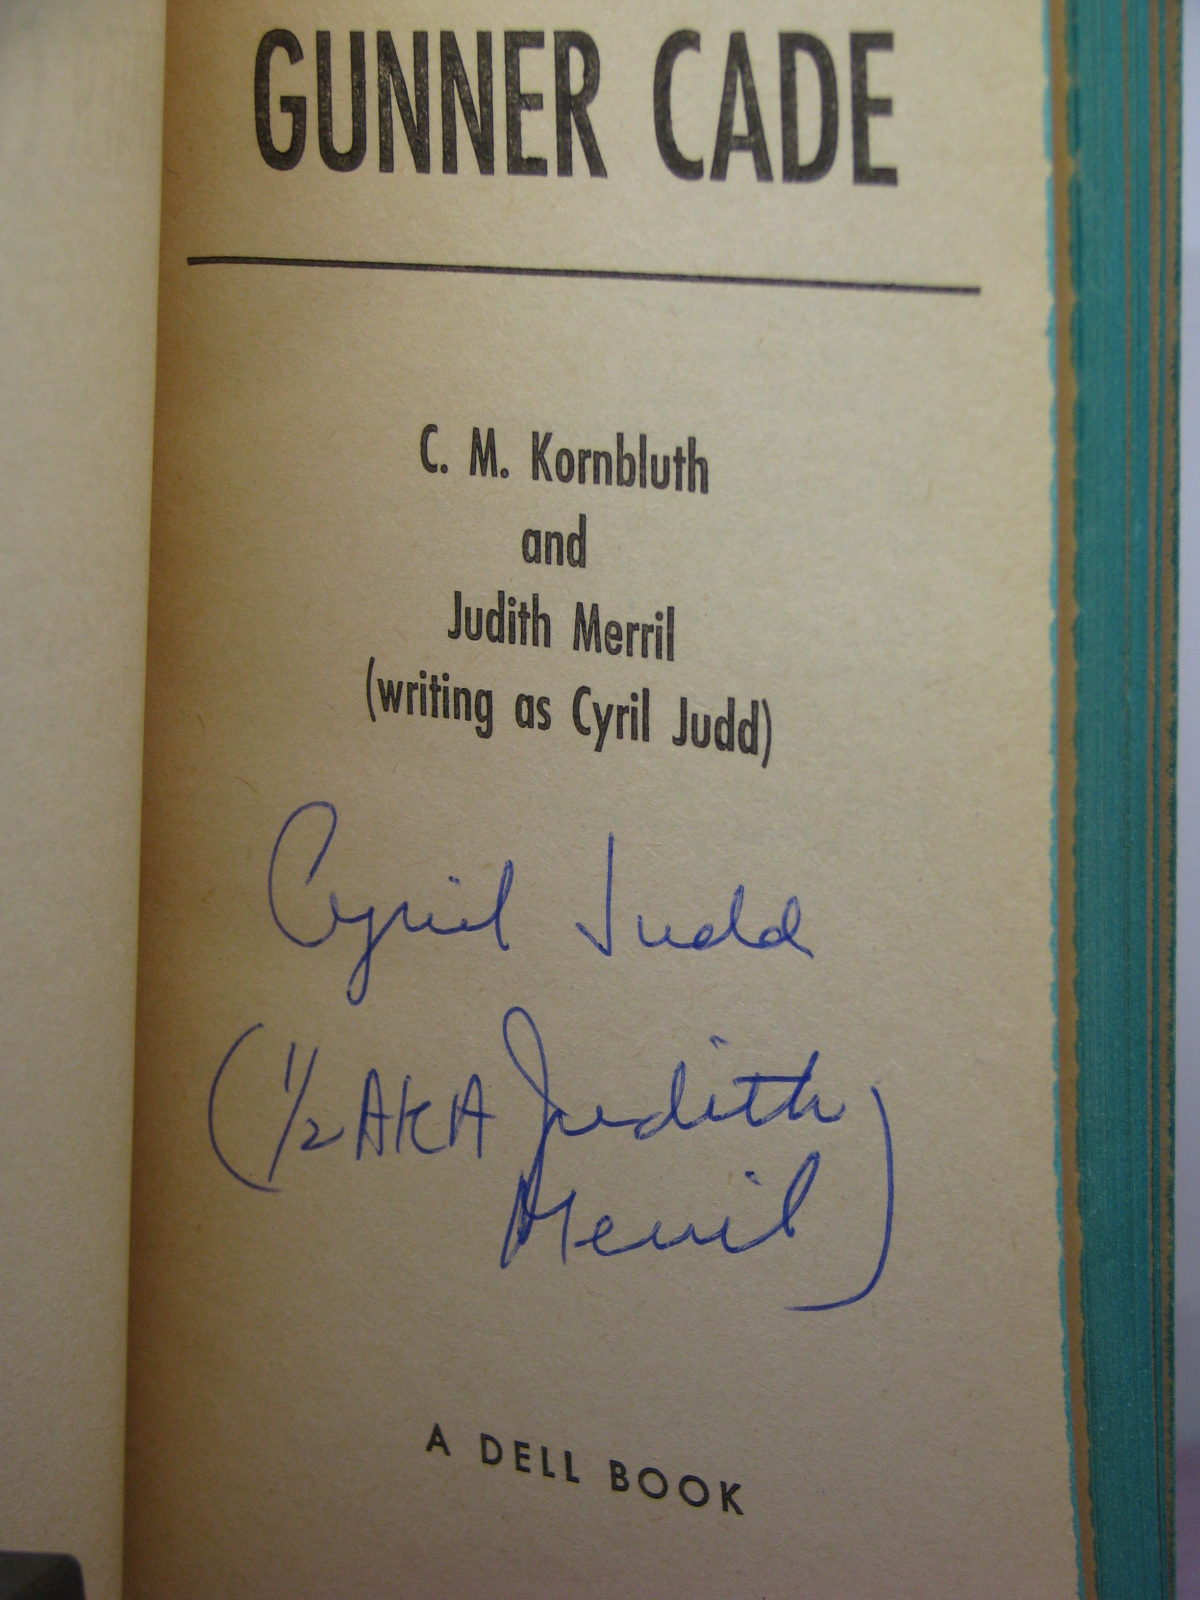 GUNNER CADE
C. M. Kornbluth
and
Judith Merril
(writing as Cyril Judd)
Cyril Judd
(1/2 AKA Judith
Merril)
A DELL BOOK